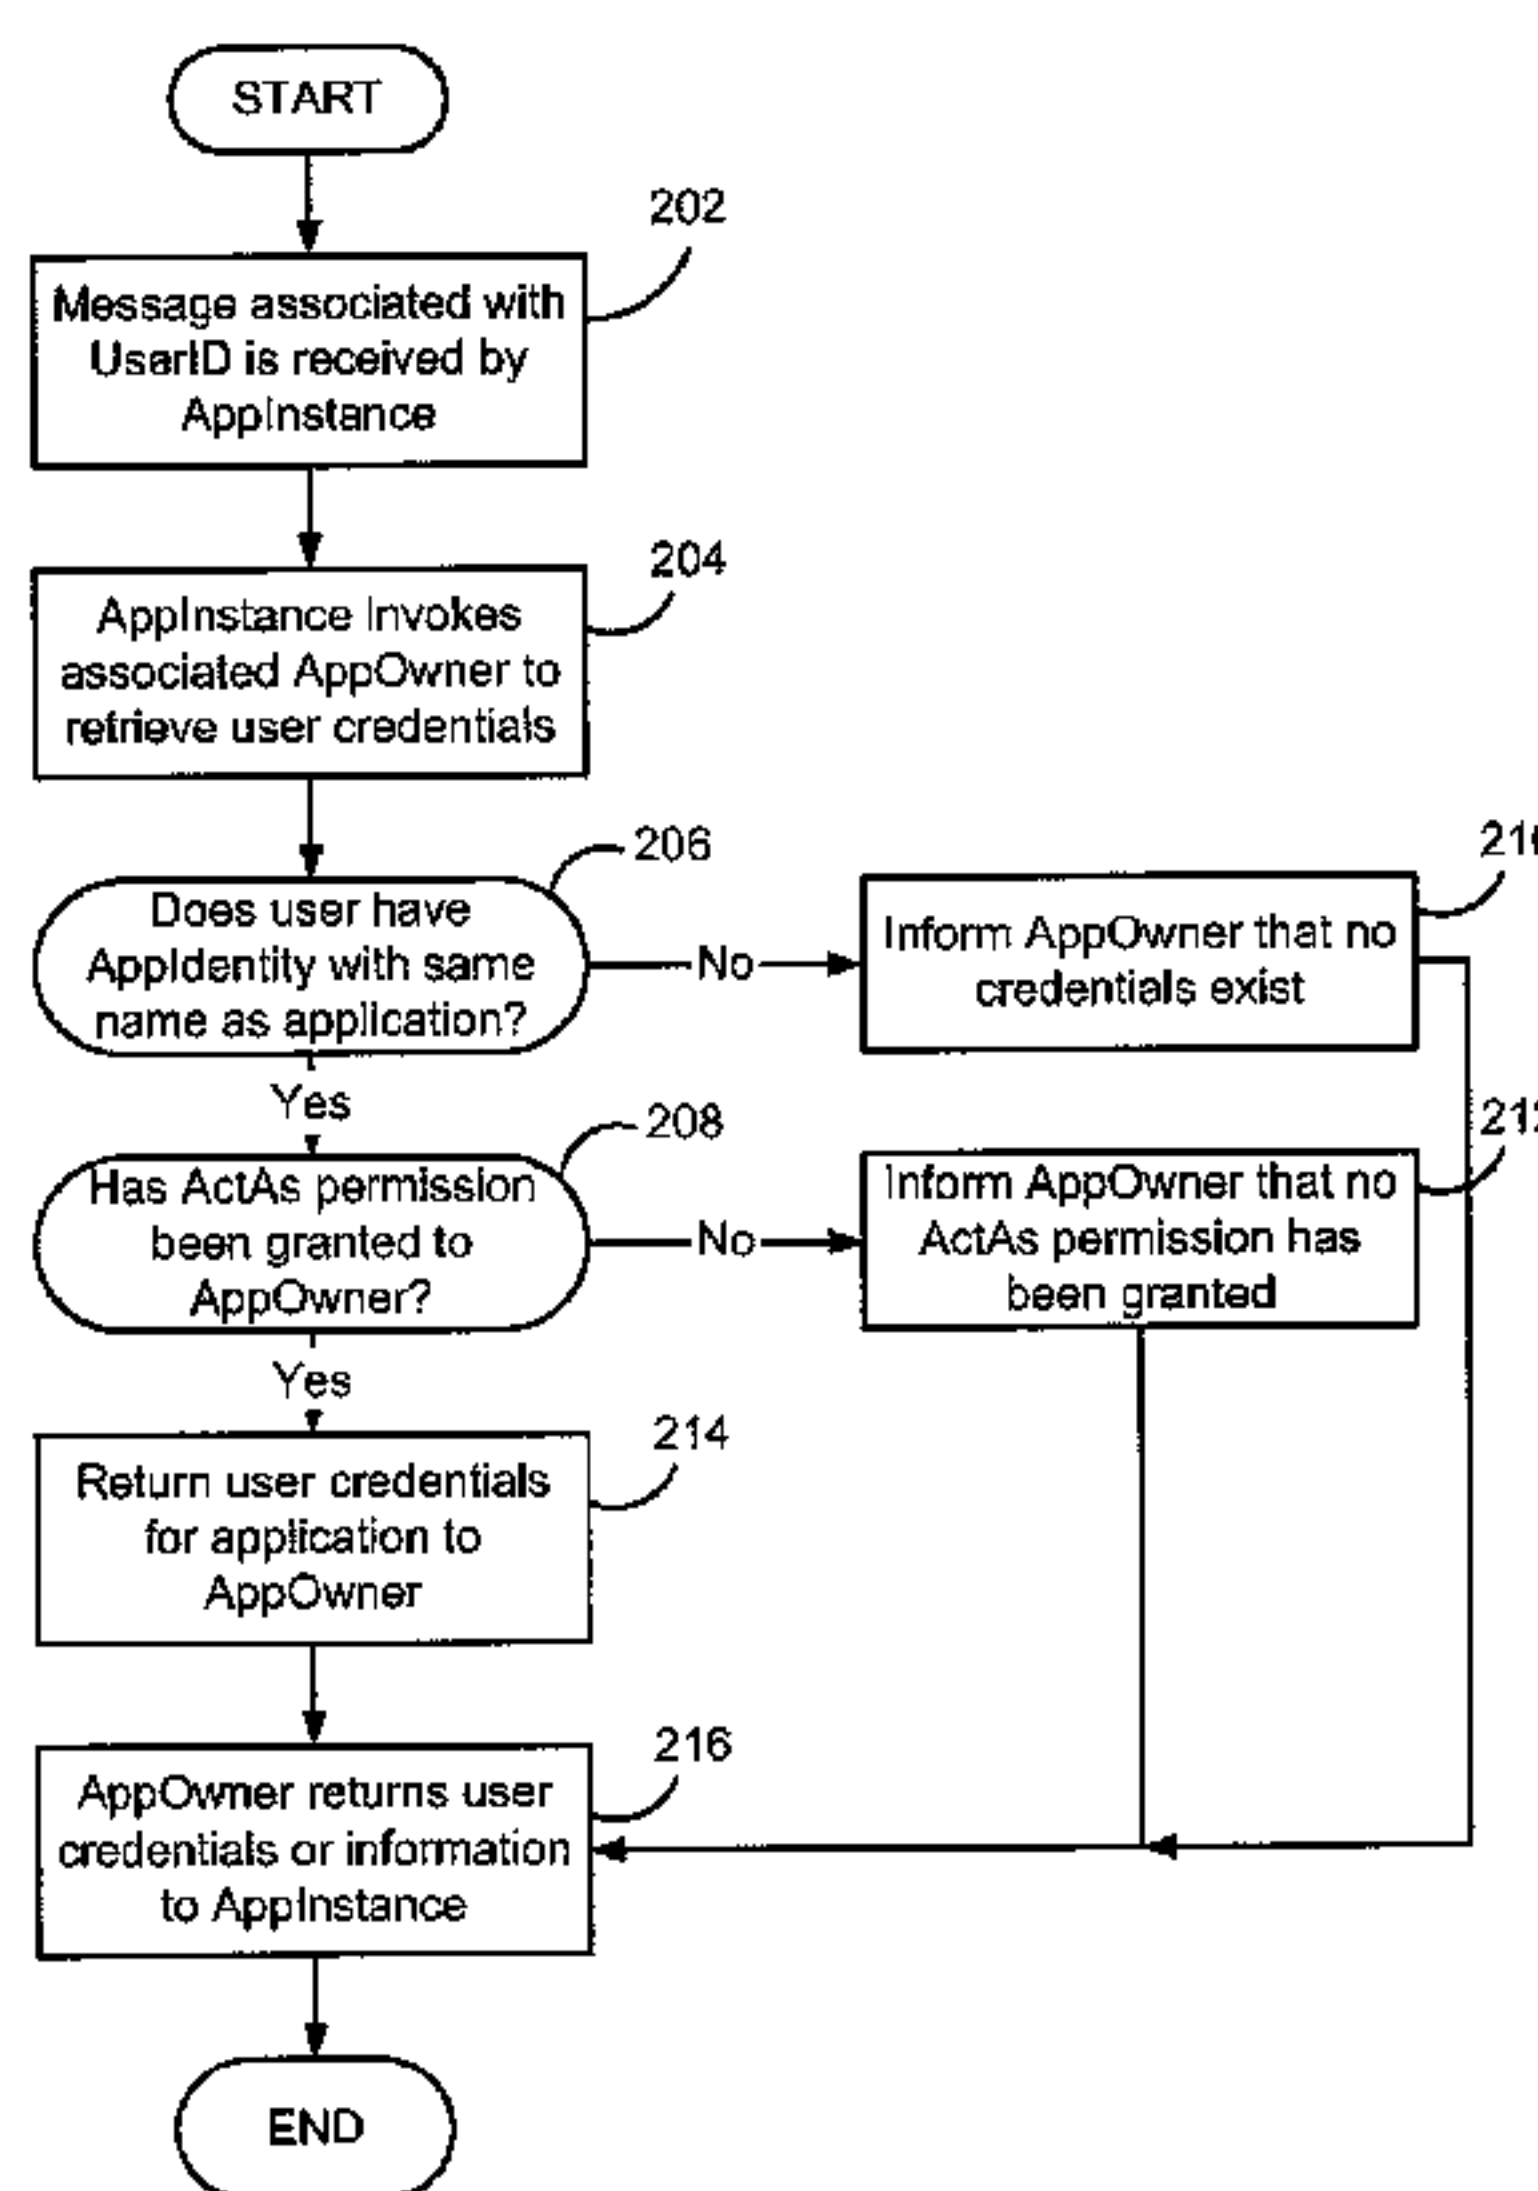 START
202
Message associated with
UserID is received by
AppInstance
204
AppInstance Invokes
associated AppOwner to
retrieve user credentials
206
Does user have
AppIdentity with same
name as application?
No
Inform AppOwner that no
credentials exist
Yes
208
Has ActAs permission
been granted to
AppOwner?
No
Inform AppOwner that no
ActAs permission has
been granted
Yes
214
Return user credentials
for application to
AppOwner
216
AppOwner returns user
credentials or information
to AppInstance
END